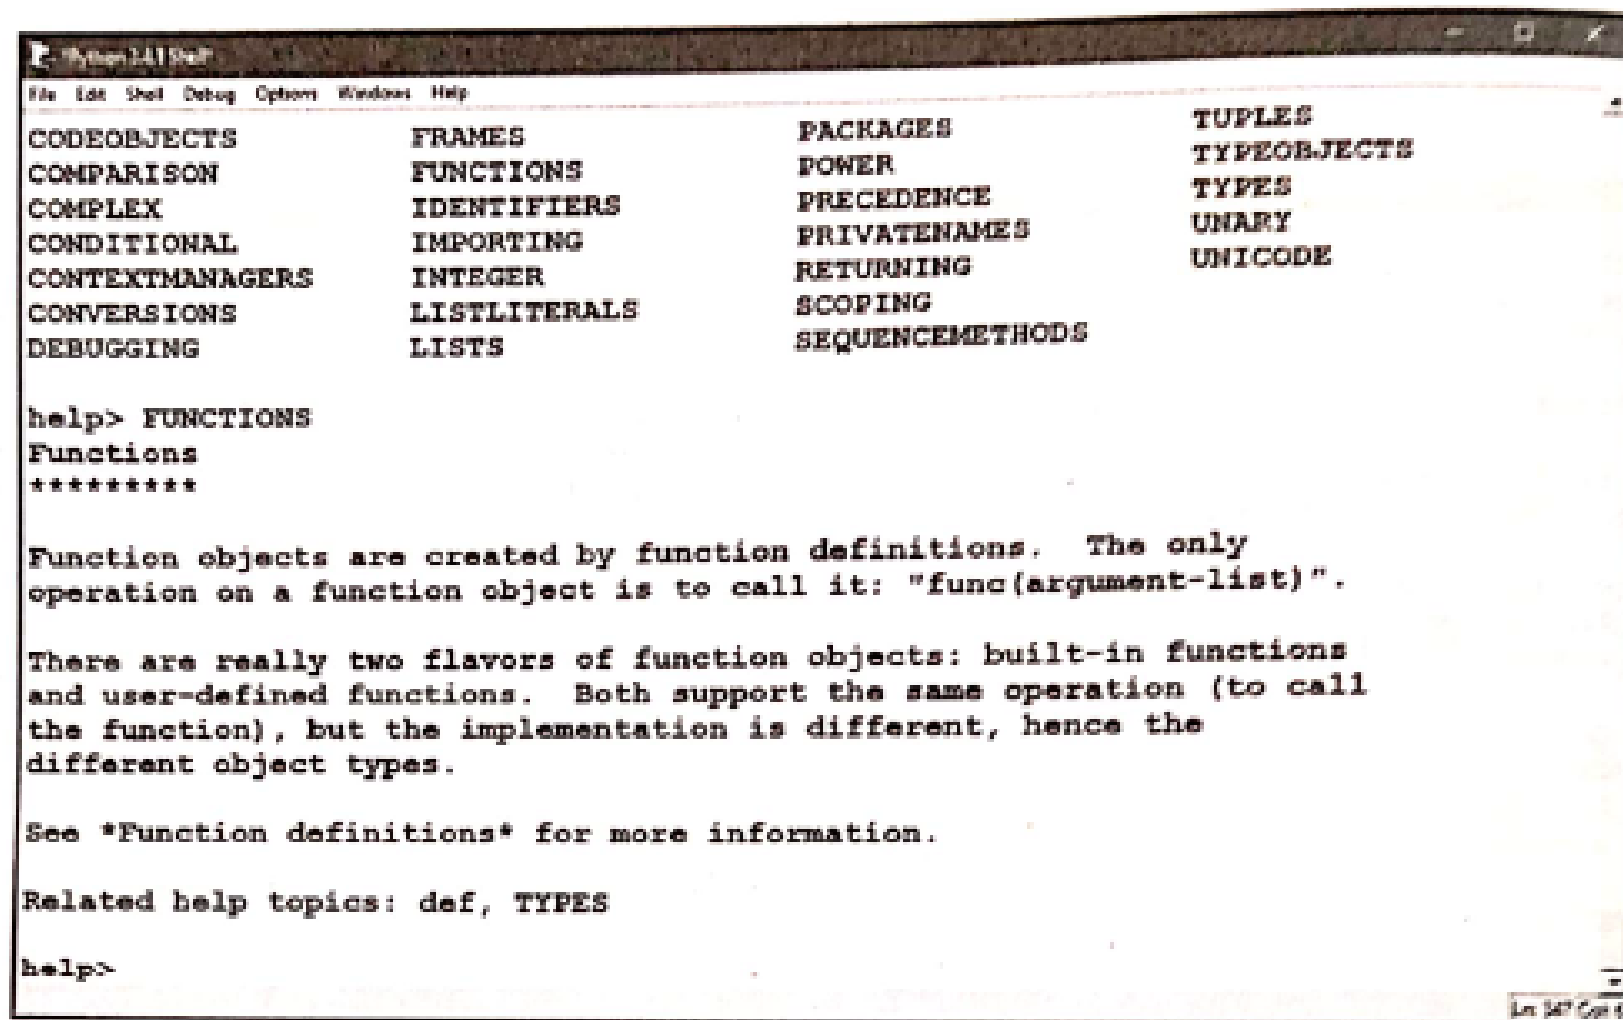 *Python 3.4.1 Shell*
File Edit Shell Debug Options Windows Help
CODEOBJECTS FRAMES PACKAGES TUPLES
COMPARISON FUNCTIONS POWER TYPEOBJECTS
COMPLEX IDENTIFIERS PRECEDENCE TYPES
CONDITIONAL IMPORTING PRIVATENAMES UNARY
CONTEXTMANAGERS INTEGER RETURNING UNICODE
CONVERSIONS LISTLITERALS SCOPING
DEBUGGING LISTS SEQUENCEMETHODS
help> FUNCTIONS
Functions
*********
Function objects are created by function definitions.  The only
operation on a function object is to call it: "func(argument-list)".
There are really two flavors of function objects: built-in functions
and user-defined functions.  Both support the same operation (to call
the function), but the implementation is different, hence the
different object types.
See *Function definitions* for more information.
Related help topics: def, TYPES
help>